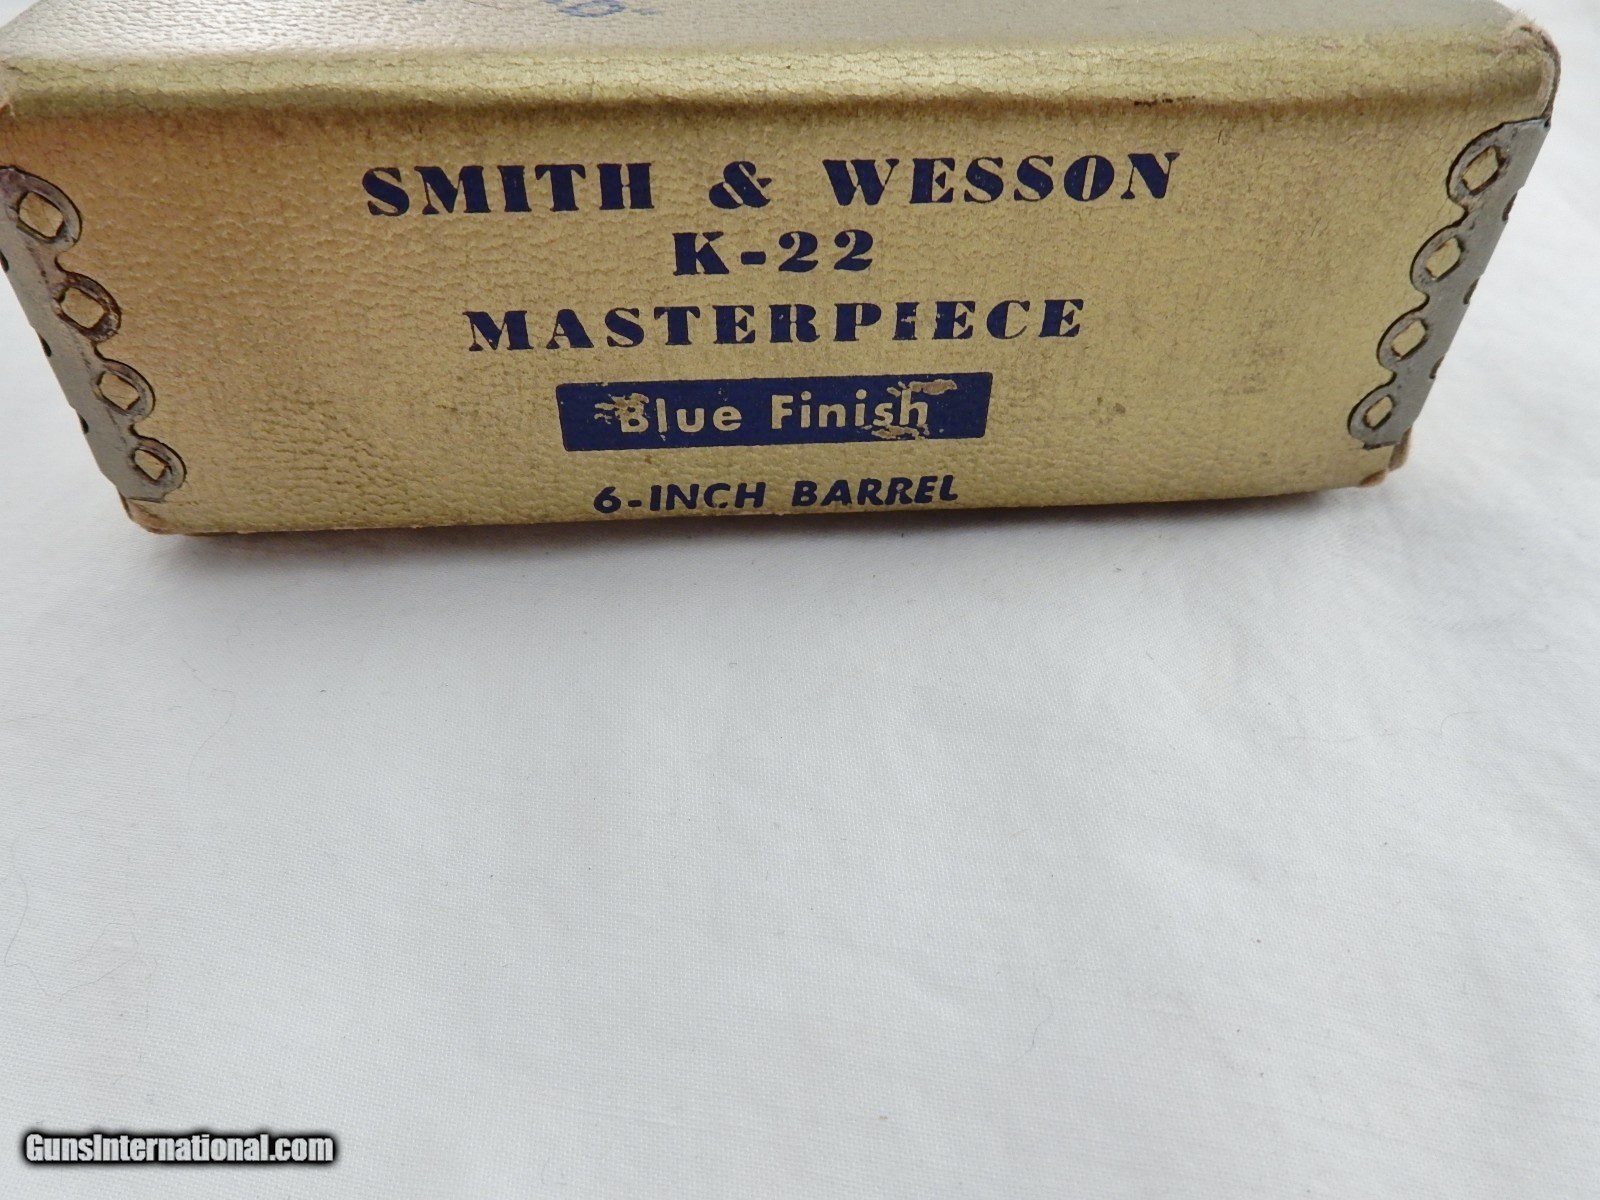 SMITH & WESSON
K-22
MASTERPIECE
Blue Finish
6-INCH BARREL
GunsInternational.com